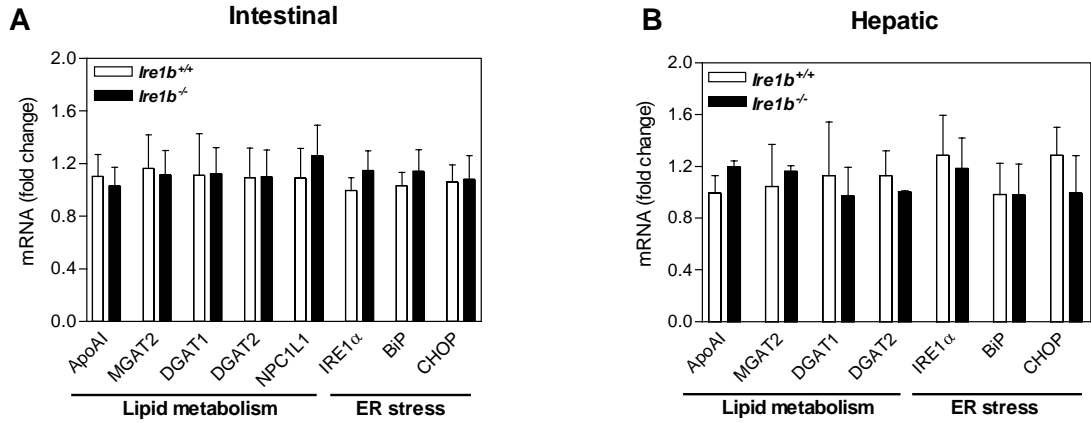 A
Intestinal
mRNA (fold change)
2.0
1.6
1.2
0.8
0.4
0.0
Ire1b+/+
Ire1b-/-
ApoAI
MGAT2
DGAT1
DGAT2
NPC1L1
IRE1α
BiP
CHOP
Lipid metabolism
ER stress
B
Hepatic
mRNA (fold change)
2.0
1.6
1.2
0.8
0.4
0.0
Ire1b+/+
Ire1b-/-
ApoAI
MGAT2
DGAT1
DGAT2
IRE1α
BiP
CHOP
Lipid metabolism
ER stress